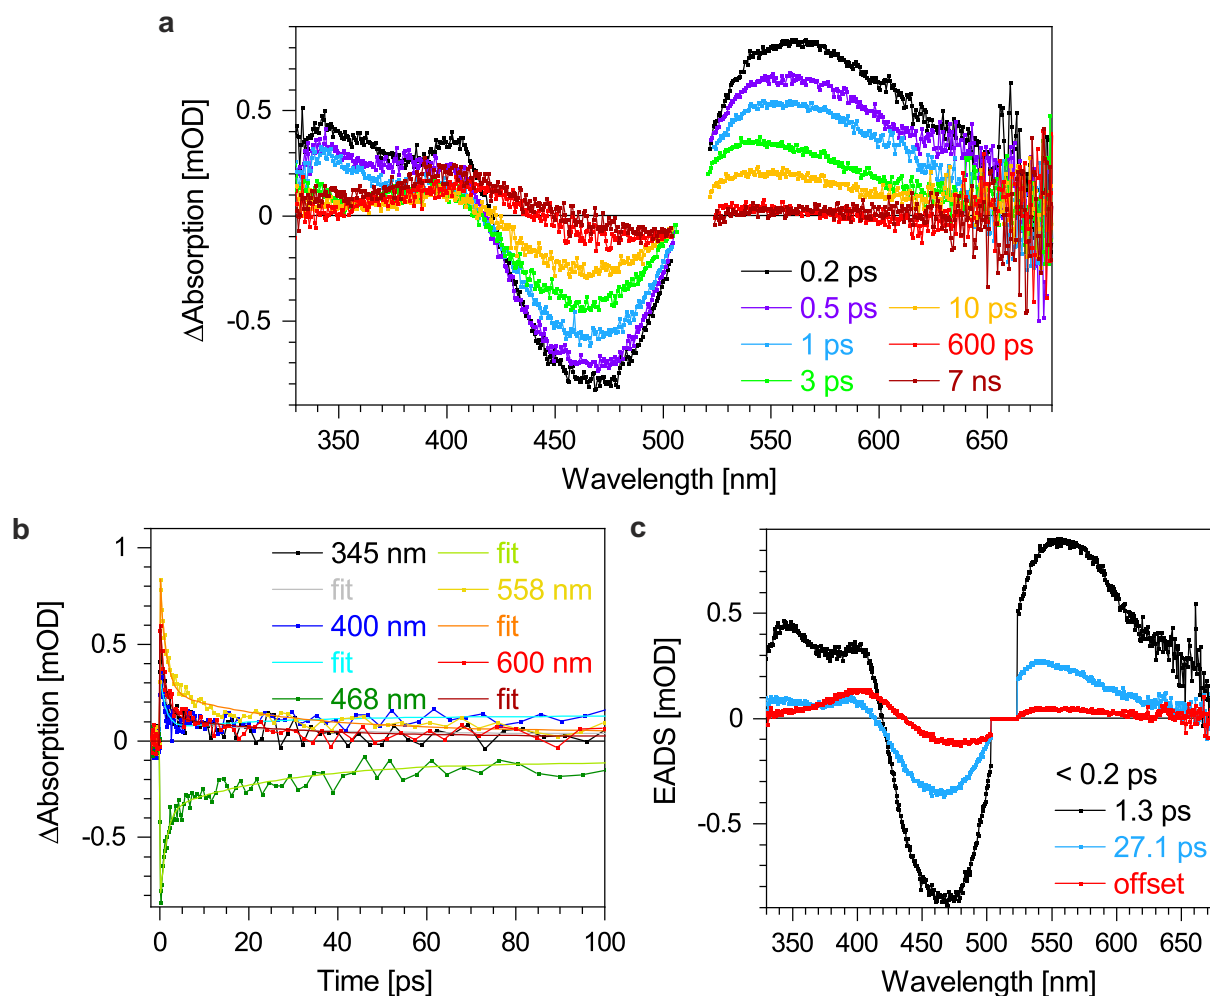 a
ΔAbsorption [mOD]
0.5
0
-0.5
0.2 ps
0.5 ps
10 ps
1 ps
600 ps
3 ps
7 ns
350
400
450
500
550
600
650
Wavelength [nm]
b
ΔAbsorption [mOD]
1
0.5
0
-0.5
345 nm
fit
fit
558 nm
400 nm
fit
fit
600 nm
468 nm
fit
0
20
40
60
80
100
Time [ps]
c
EADS [mOD]
0.5
0
-0.5
< 0.2 ps
1.3 ps
27.1 ps
offset
350
400
450
500
550
600
650
Wavelength [nm]